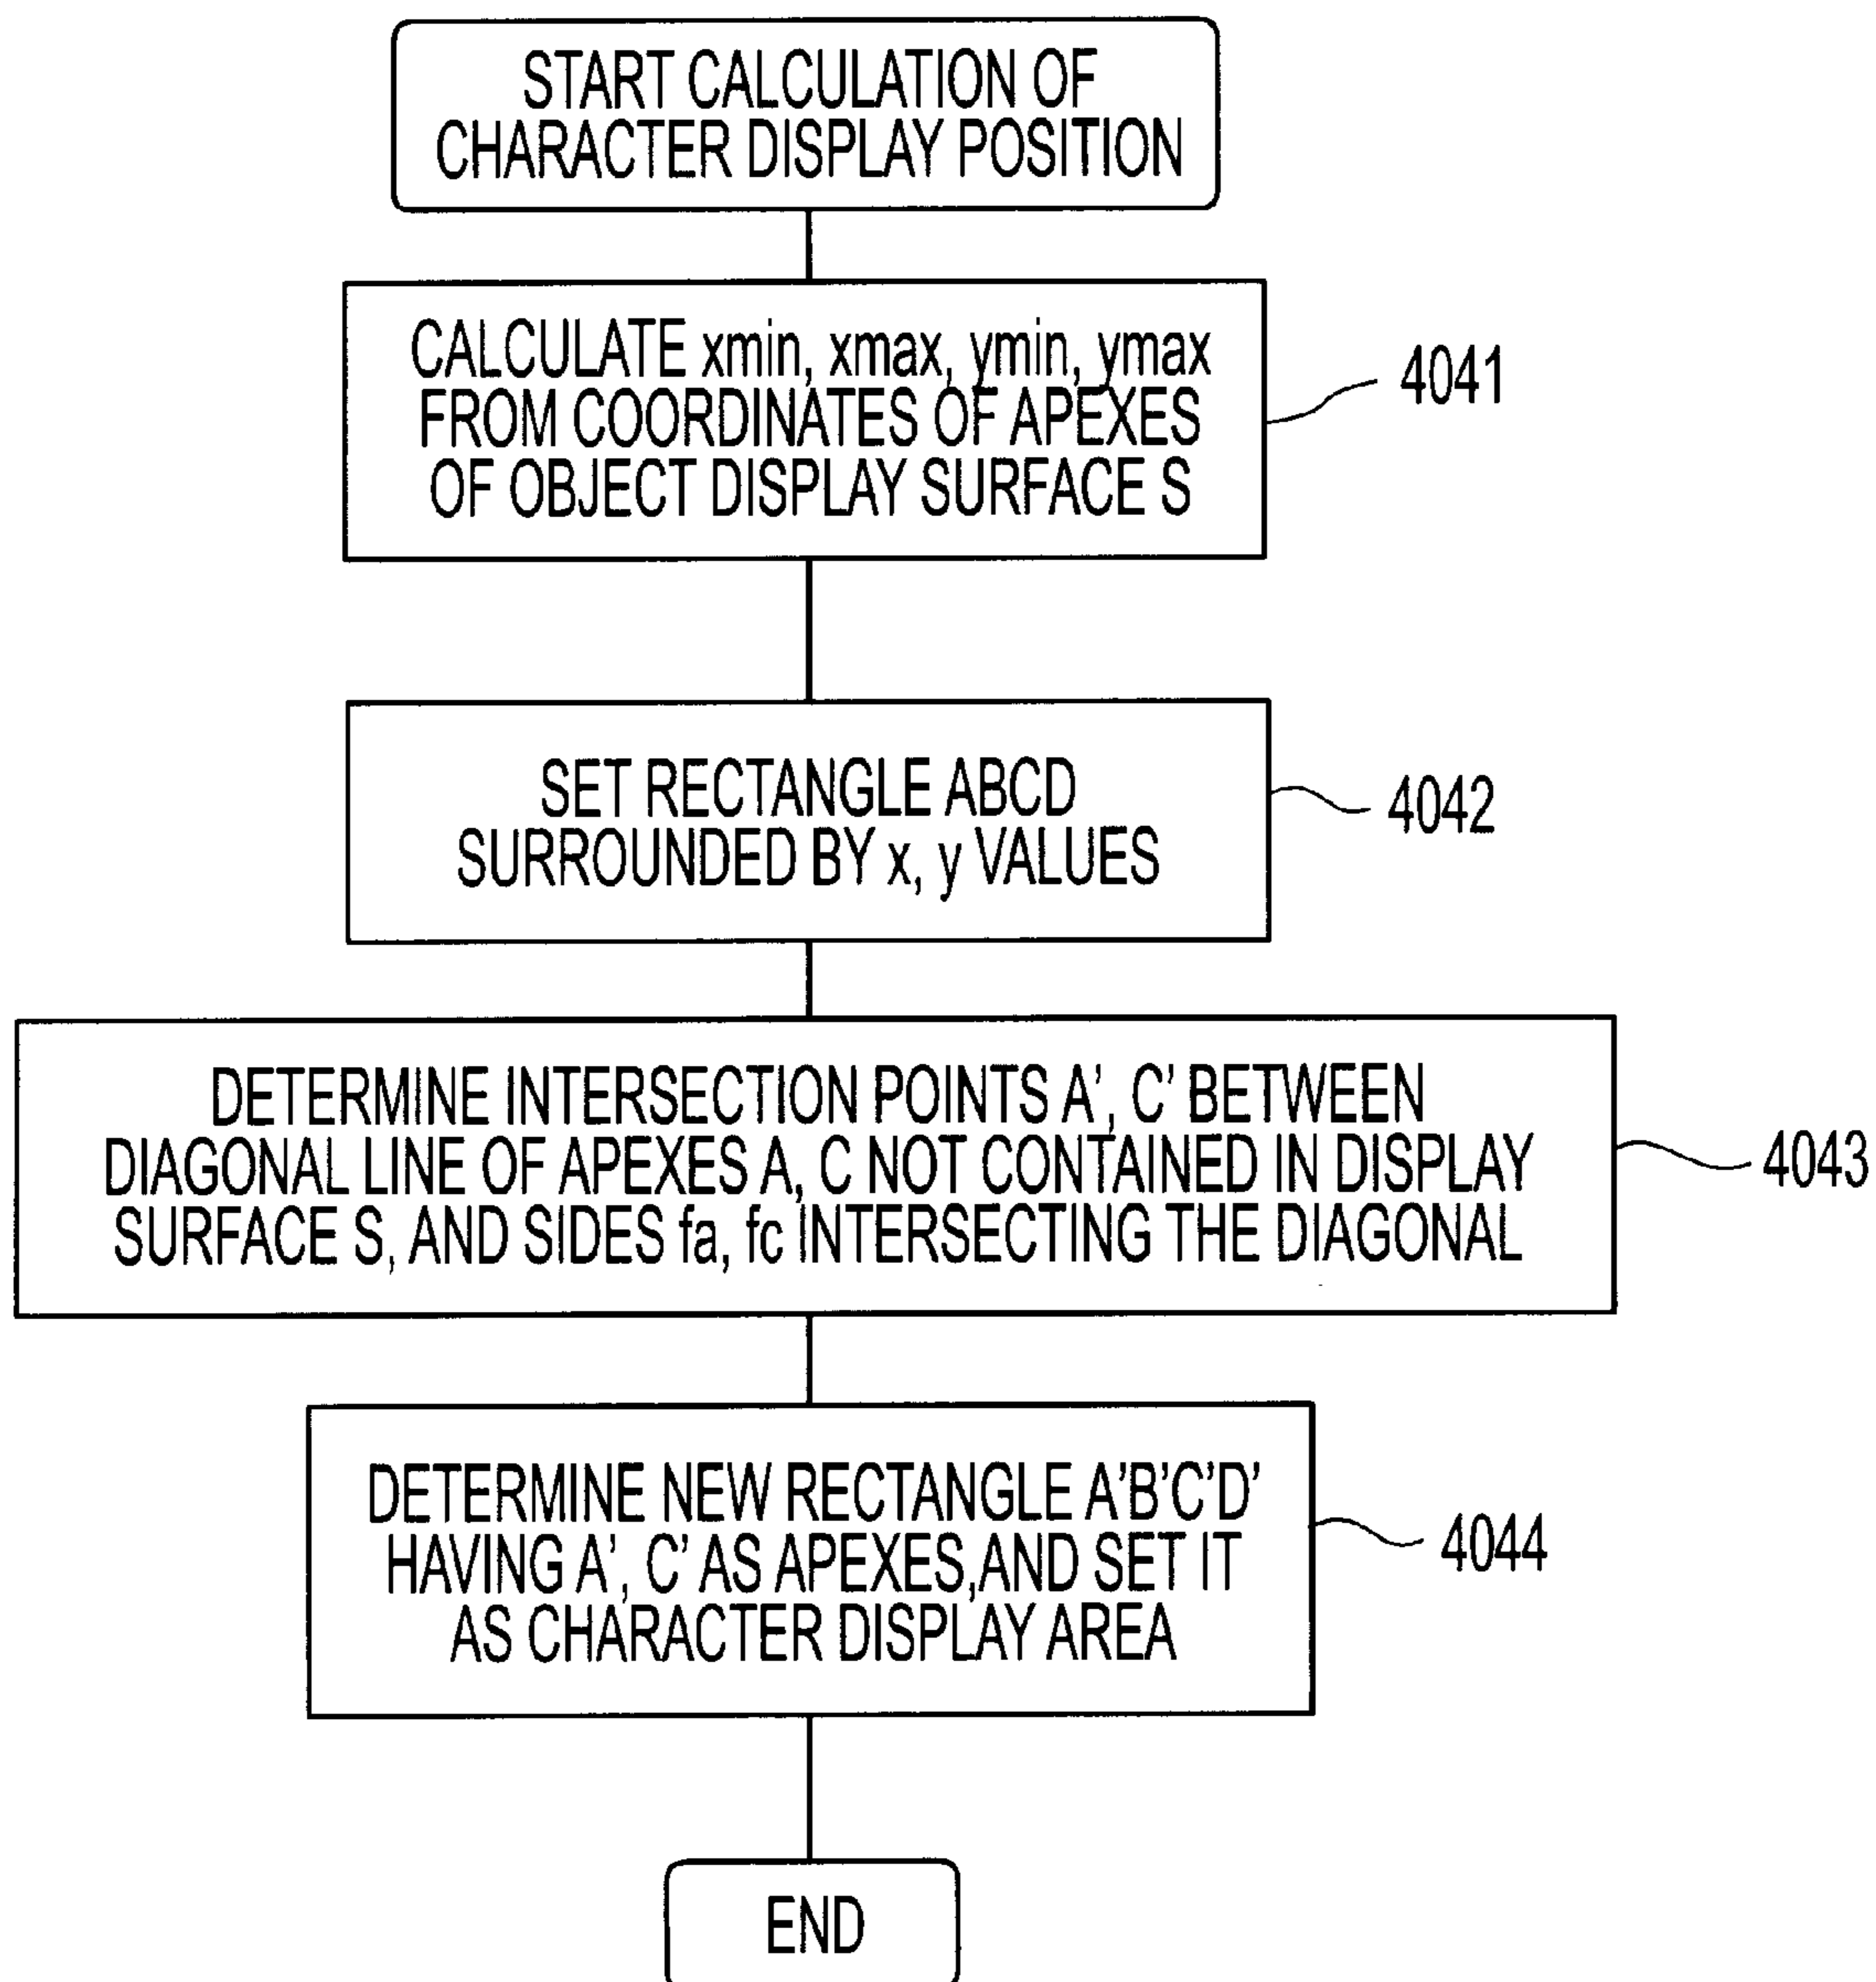 START CALCULATION OF
CHARACTER DISPLAY POSITION
CALCULATE xmin, xmax, ymin, ymax
FROM COORDINATES OF APEXES
OF OBJECT DISPLAY SURFACE S
4041
SET RECTANGLE ABCD
SURROUNDED BY x, y VALUES
4042
DETERMINE INTERSECTION POINTS A', C' BETWEEN
DIAGONAL LINE OF APEXES A, C NOT CONTAINED IN DISPLAY
SURFACE S, AND SIDES fa, fc INTERSECTING THE DIAGONAL
4043
DETERMINE NEW RECTANGLE A'B'C'D'
HAVING A', C' AS APEXES,AND SET IT
AS CHARACTER DISPLAY AREA
4044
END